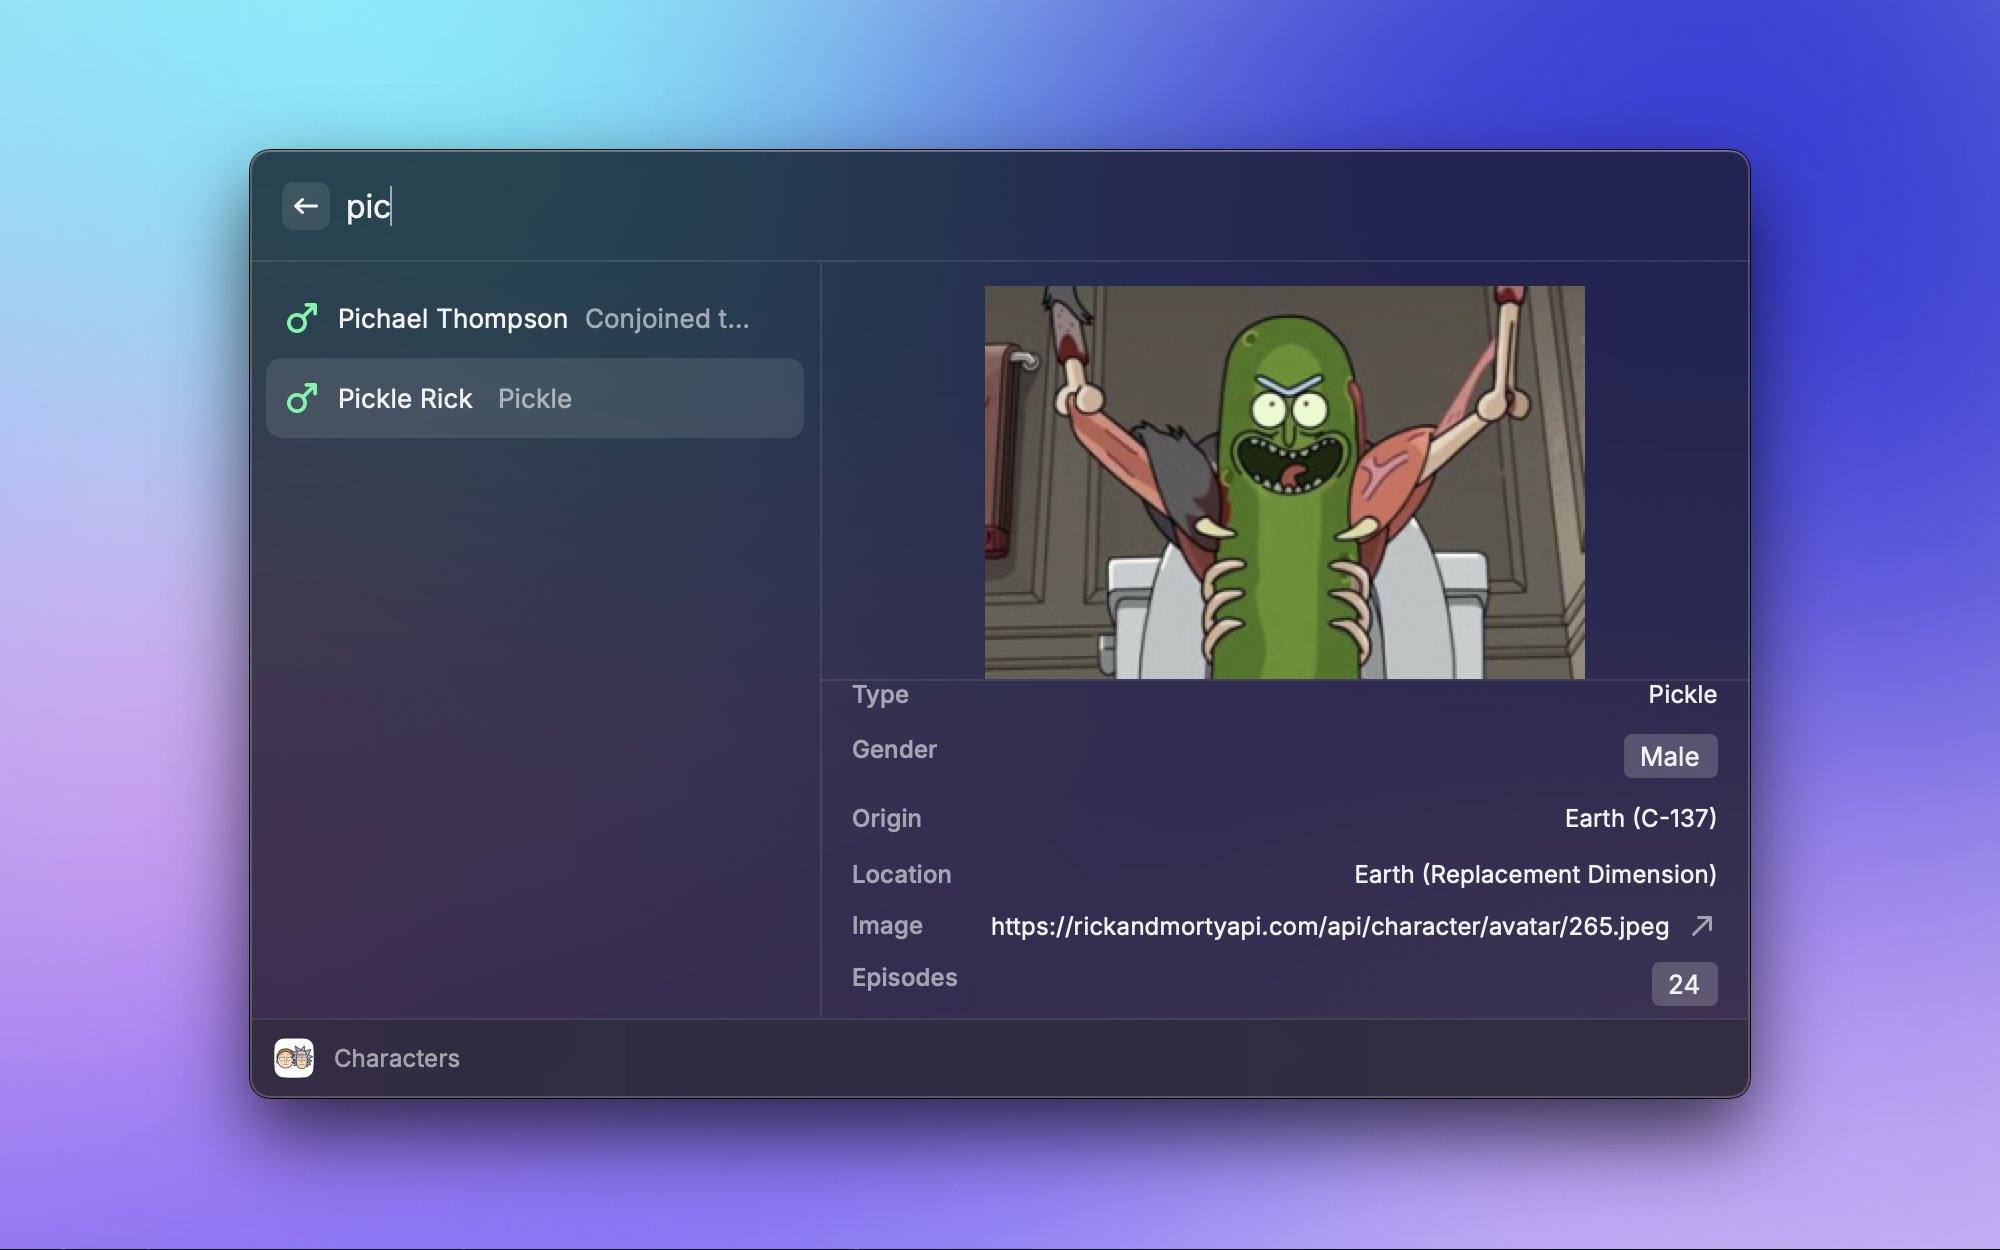 pic
Pichael Thompson Conjoined t...
Pickle Rick Pickle
Type Pickle
Gender Male
Origin Earth (C-137)
Location Earth (Replacement Dimension)
Image https://rickandmortyapi.com/api/character/avatar/265.jpeg
Episodes 24
Characters